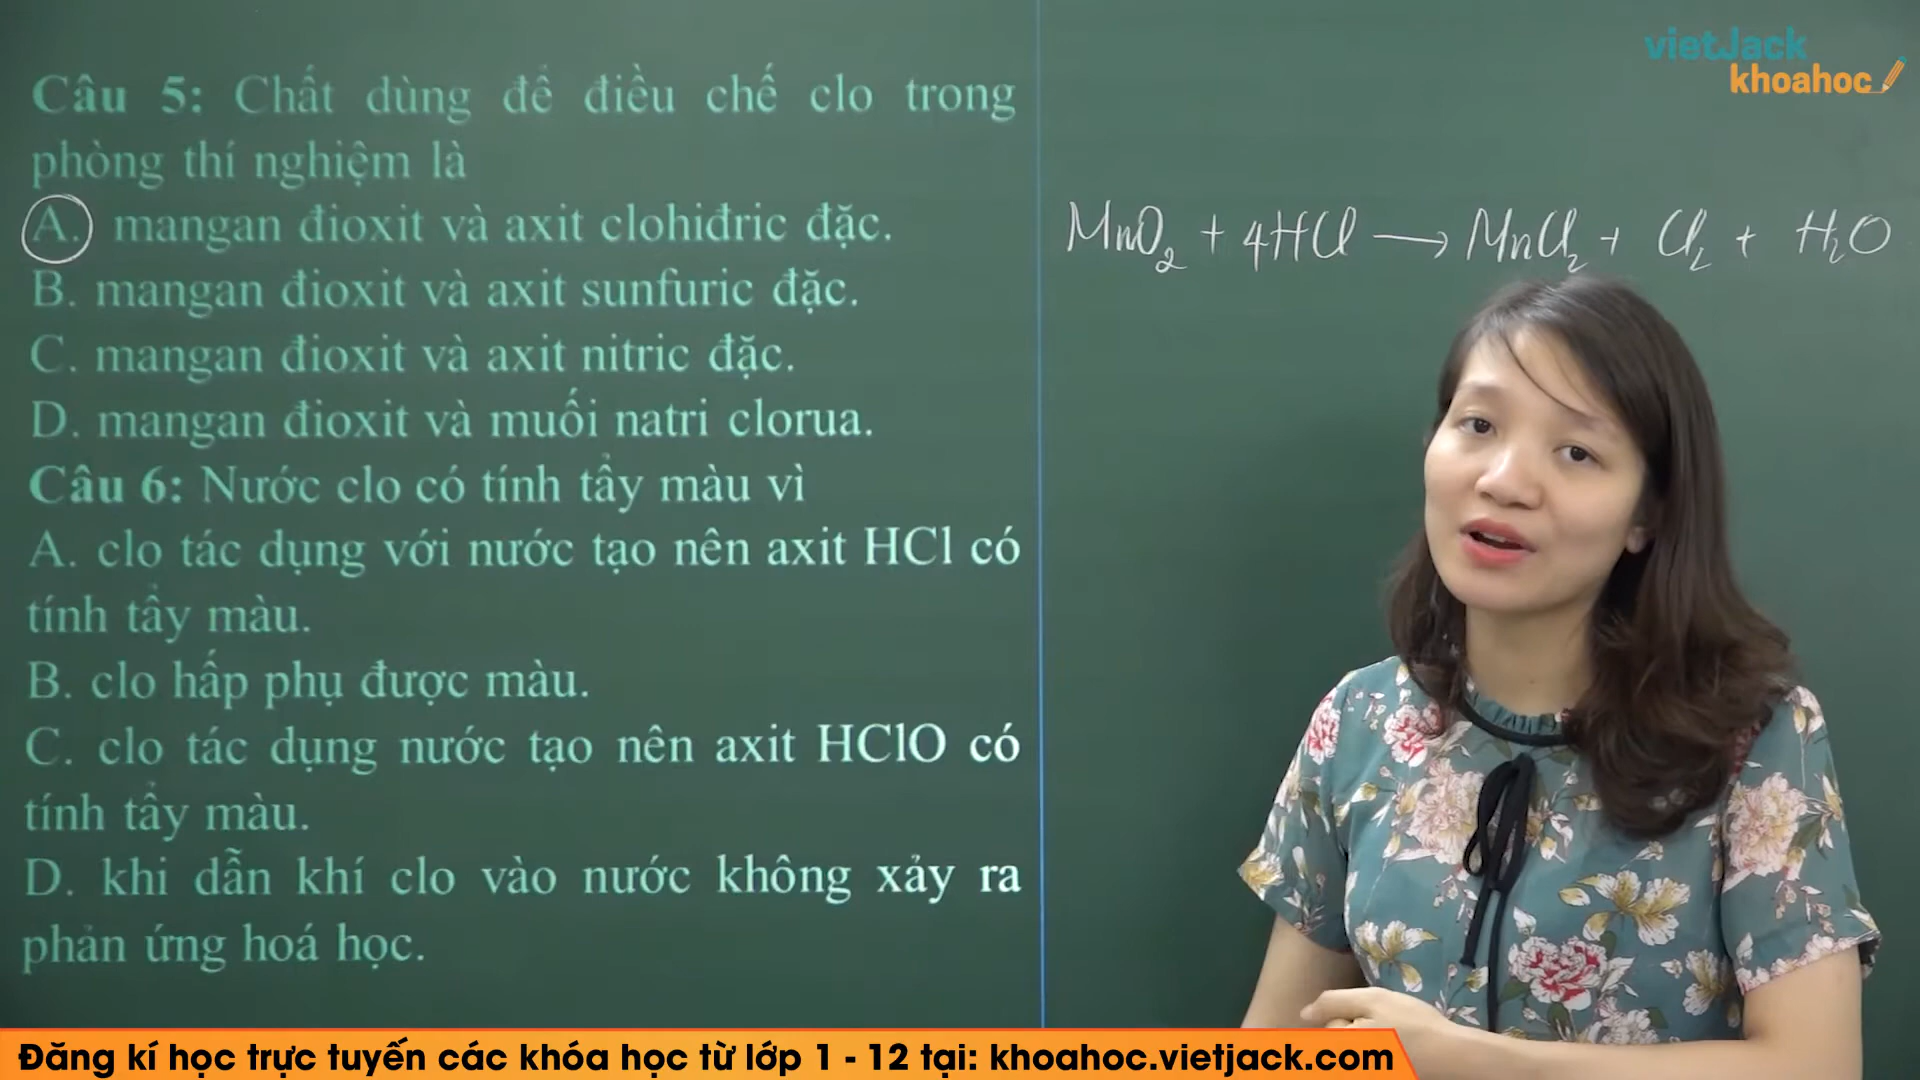 vietJack
khoahoc
Câu 5: Chất dùng để điều chế clo trong
phòng thí nghiệm là
A. mangan đioxit và axit clohiđric đặc.
B. mangan đioxit và axit sunfuric đặc.
C. mangan đioxit và axit nitric đặc.
D. mangan đioxit và muối natri clorua.
Câu 6: Nước clo có tính tẩy màu vì
A. clo tác dụng với nước tạo nên axit HCl có
tính tẩy màu.
B. clo hấp phụ được màu.
C. clo tác dụng nước tạo nên axit HClO có
tính tẩy màu.
D. khi dẫn khí clo vào nước không xảy ra
phản ứng hoá học.
MnO₂ + 4HCl → MnCl₂ + Cl₂ + H₂O
Đăng kí học trực tuyến các khóa học từ lớp 1 - 12 tại: khoahoc.vietjack.com